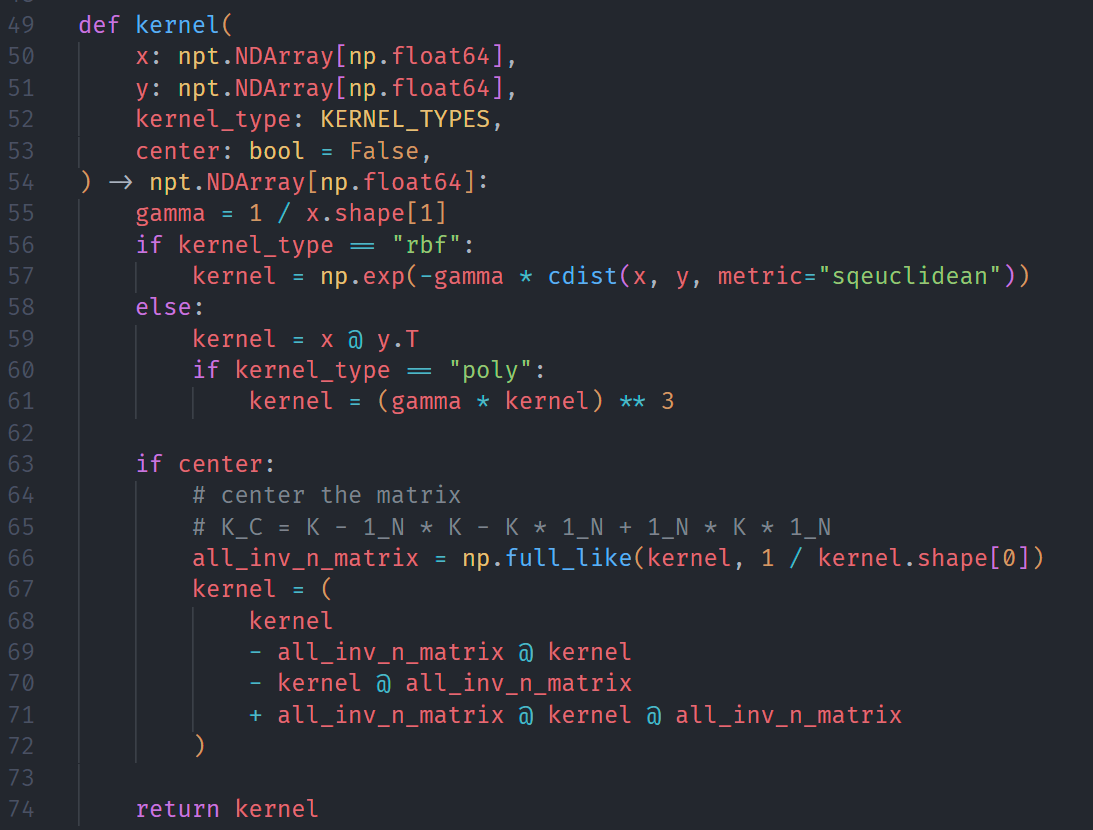 49 def kernel(
50     x: npt.NDArray[np.float64],
51     y: npt.NDArray[np.float64],
52     kernel_type: KERNEL_TYPES,
53     center: bool = False,
54 ) -> npt.NDArray[np.float64]:
55     gamma = 1 / x.shape[1]
56     if kernel_type == "rbf":
57         kernel = np.exp(-gamma * cdist(x, y, metric="sqeuclidean"))
58     else:
59         kernel = x @ y.T
60         if kernel_type == "poly":
61             kernel = (gamma * kernel) ** 3
62
63     if center:
64         # center the matrix
65         # K_C = K - 1_N * K - K * 1_N + 1_N * K * 1_N
66         all_inv_n_matrix = np.full_like(kernel, 1 / kernel.shape[0])
67         kernel = (
68             kernel
69             - all_inv_n_matrix @ kernel
70             - kernel @ all_inv_n_matrix
71             + all_inv_n_matrix @ kernel @ all_inv_n_matrix
72         )
73
74     return kernel